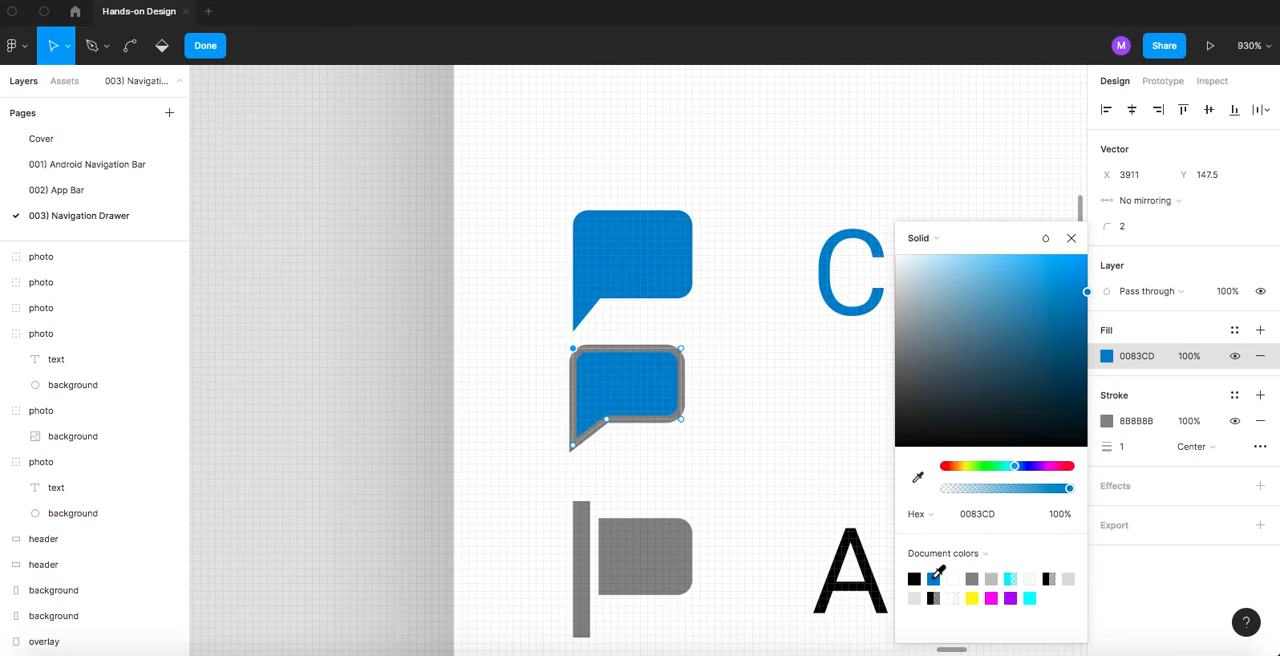 Hands-on Design
Done
M
Share
930%
Layers
Assets
003) Navigati...
Pages
Cover
001) Android Navigation Bar
002) App Bar
003) Navigation Drawer
photo
photo
photo
photo
text
background
photo
background
photo
text
background
header
header
background
background
overlay
C
A
Solid
Hex
0083CD
100%
Document colors
Design
Prototype
Inspect
Vector
X
3911
Y
147.5
No mirroring
2
Layer
Pass through
100%
Fill
0083CD
100%
Stroke
8B8B8B
100%
1
Center
Effects
Export
?